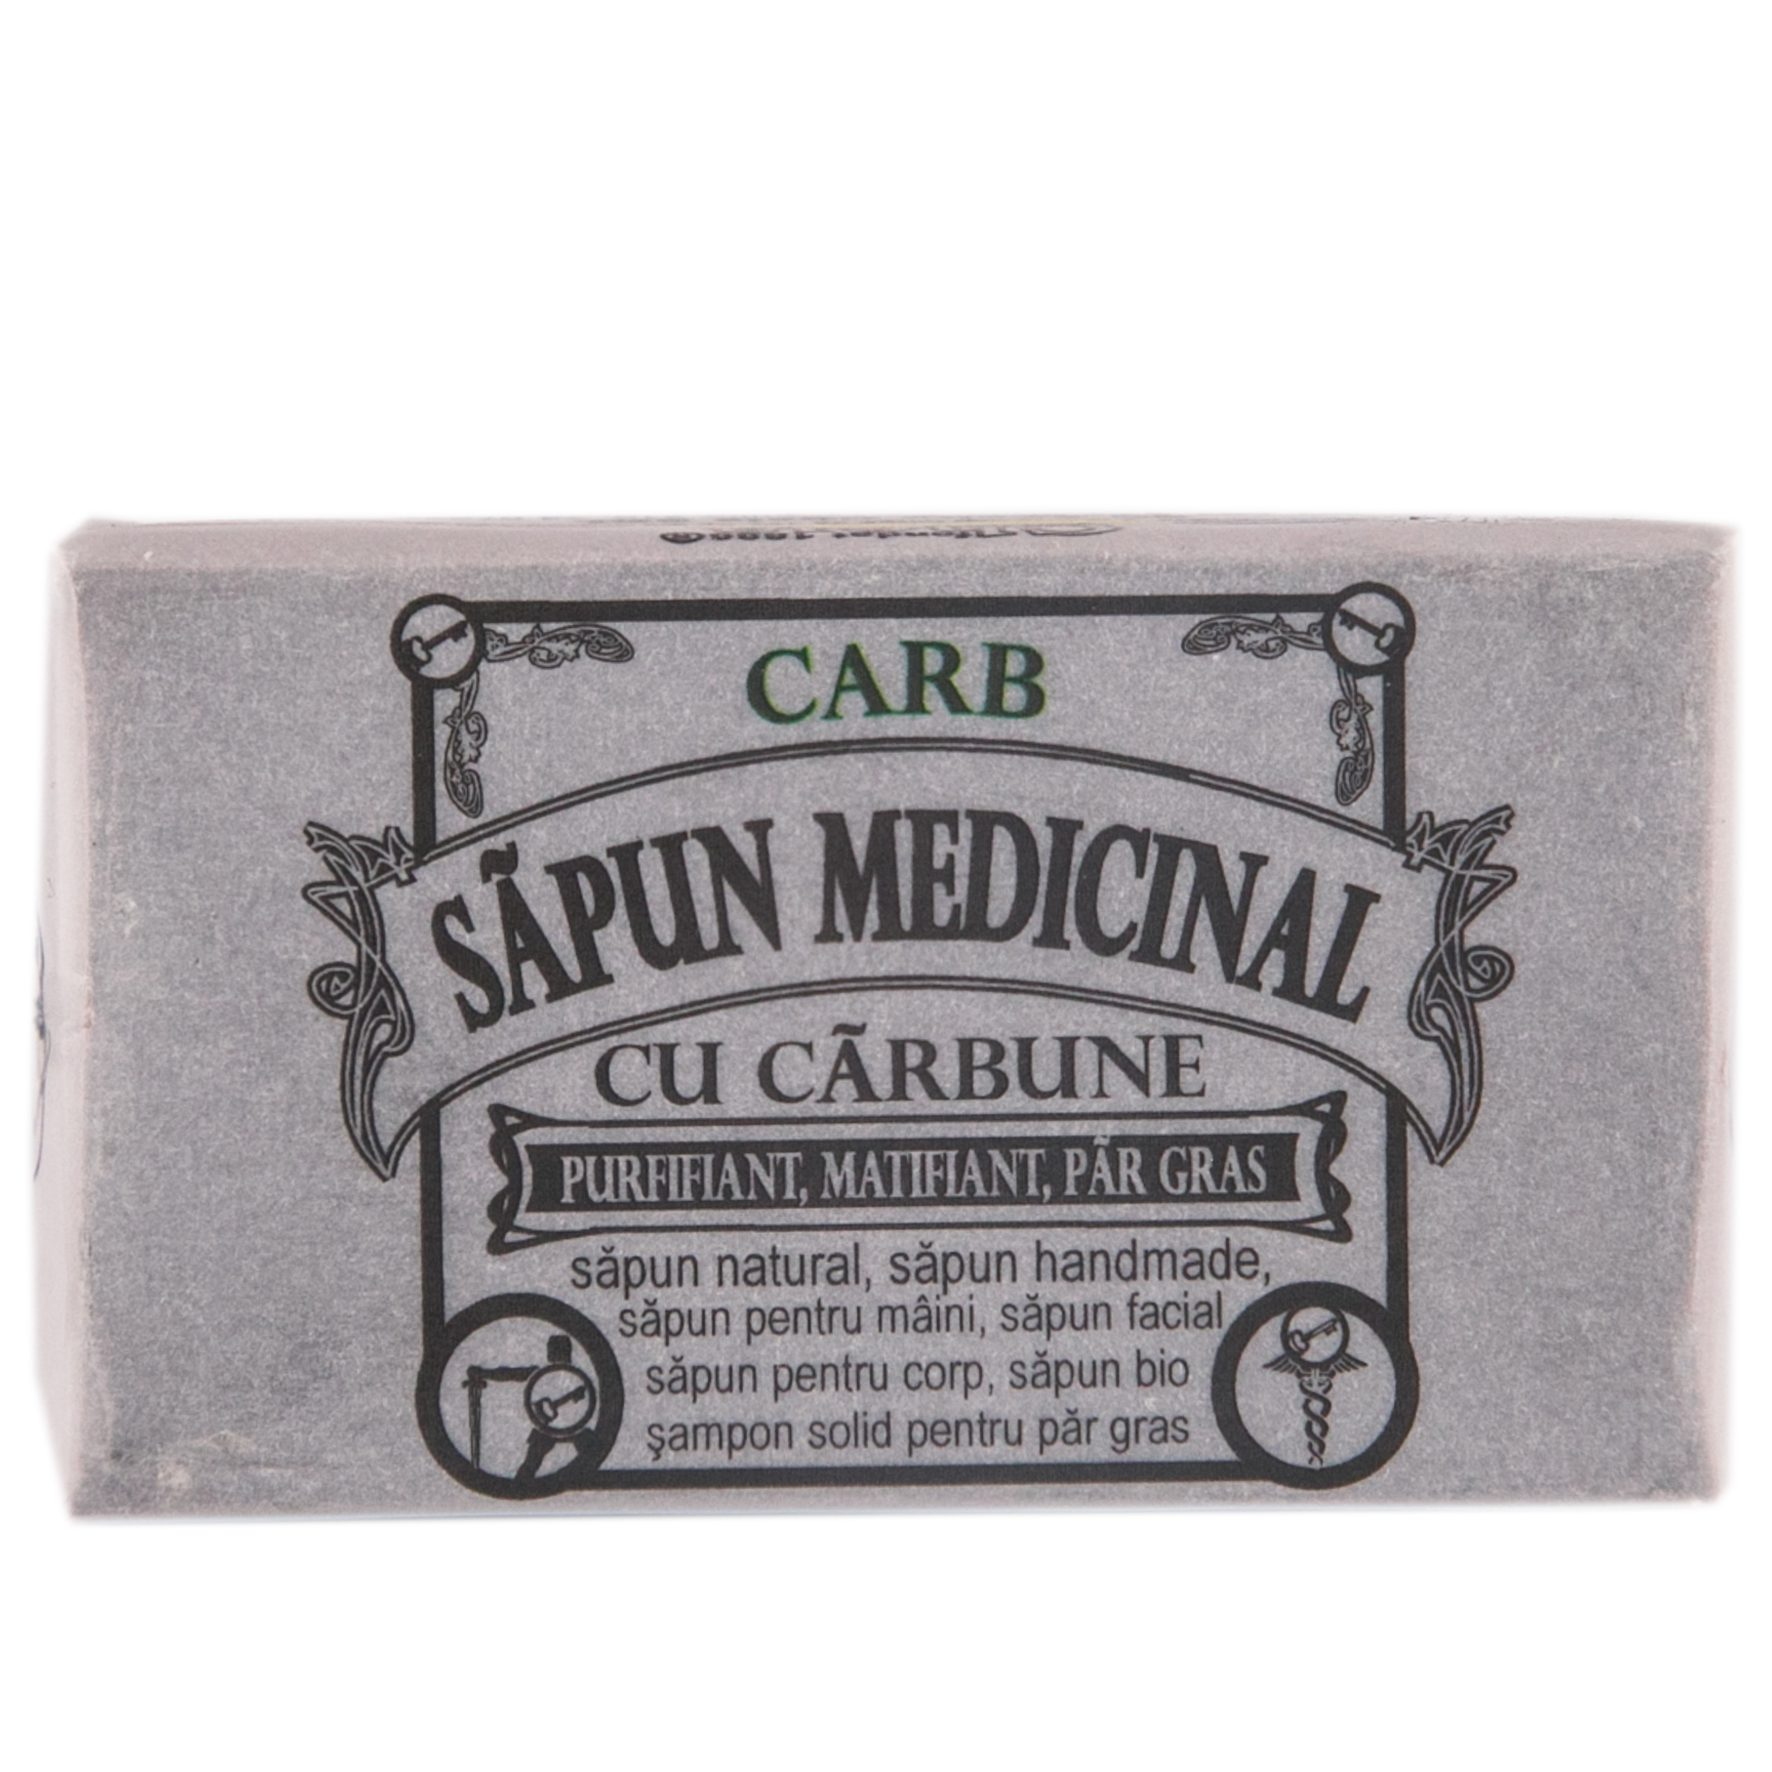 CARB
SÃPUN MEDICINAL
CU CÃRBUNE
PURFIFIANT, MATIFIANT, PÃR GRAS
săpun natural, săpun handmade,
săpun pentru mâini, săpun facial
săpun pentru corp, săpun bio
şampon solid pentru păr gras